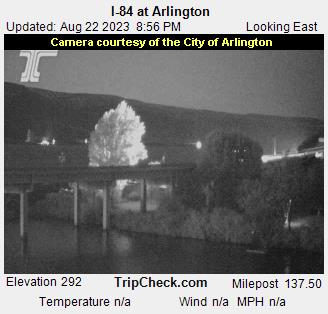 I-84 at Arlington
Updated: Aug 22 2023 8:56 PM Looking East
Camera courtesy of the City of Arlington
Elevation 292 TripCheck.com Milepost 137.50
Temperature n/a Wind n/a MPH n/a